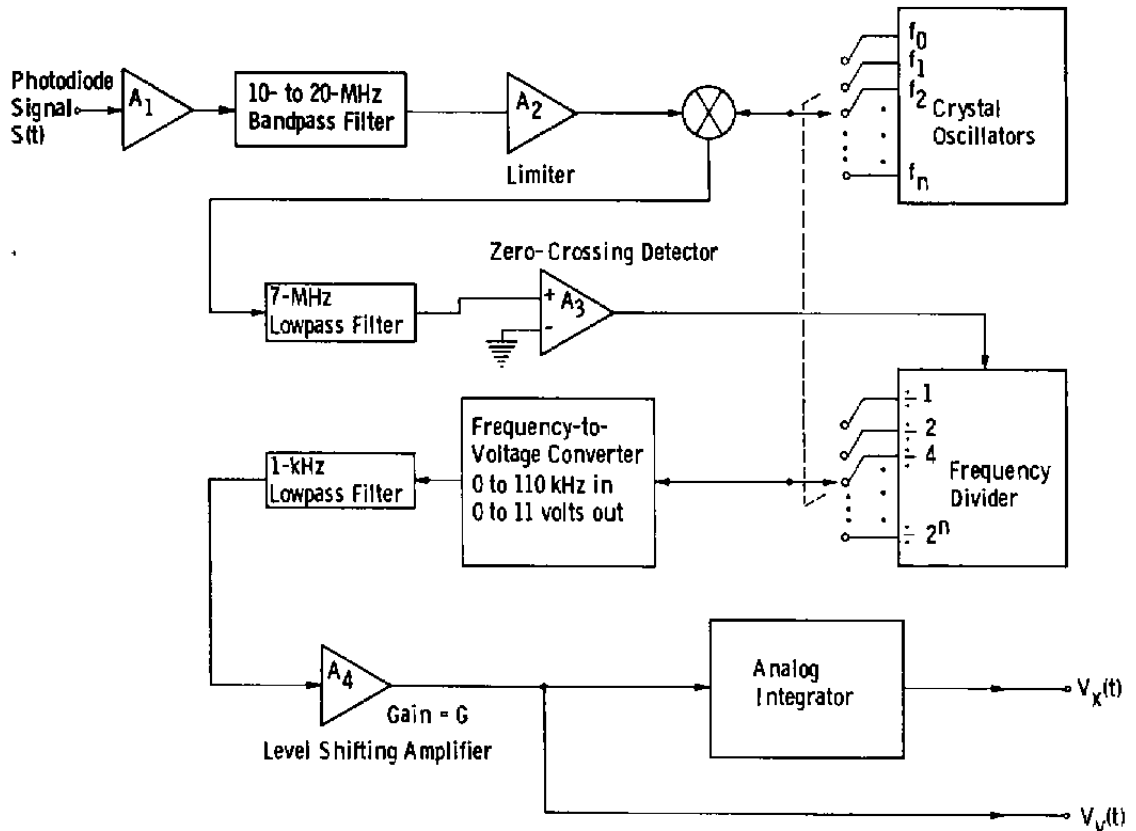 Photodiode
Signal
S(t)
A1
10- to 20-MHz
Bandpass Filter
A2
Limiter
f0
f1
f2
Crystal
Oscillators
fn
Zero-Crossing Detector
7-MHz
Lowpass Filter
+
A3
-
Frequency-to-
Voltage Converter
0 to 110 kHz in
0 to 11 volts out
1-kHz
Lowpass Filter
÷ 1
÷ 2
÷ 4
Frequency
Divider
÷ 2^n
A4
Gain = G
Level Shifting Amplifier
Analog
Integrator
Vx(t)
Vv(t)